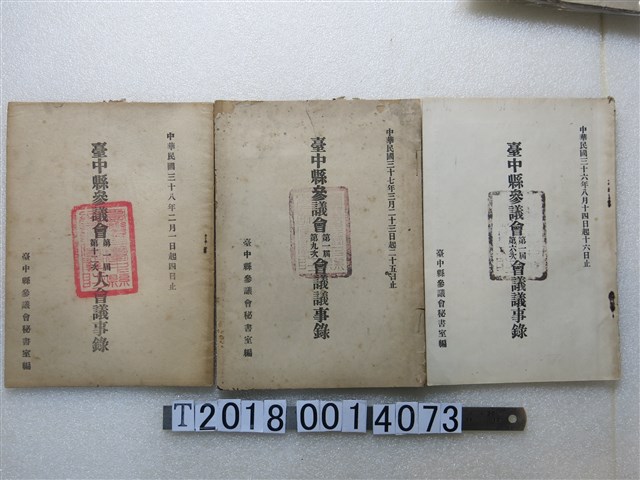 中華民國三十八年二月一日起四日止
臺中縣參議會第一屆第十一次大會議事錄
臺中縣參議會秘書室編
中華民國三十七年三月二十三日起二十五日止
臺中縣參議會第一屆第九次會議議事錄
臺中縣參議會秘書室編
中華民國三十六年八月十四日起十六日止
臺中縣參議會第一屆第六次會議議事錄
臺中縣參議會秘書室編
T2018 0014073